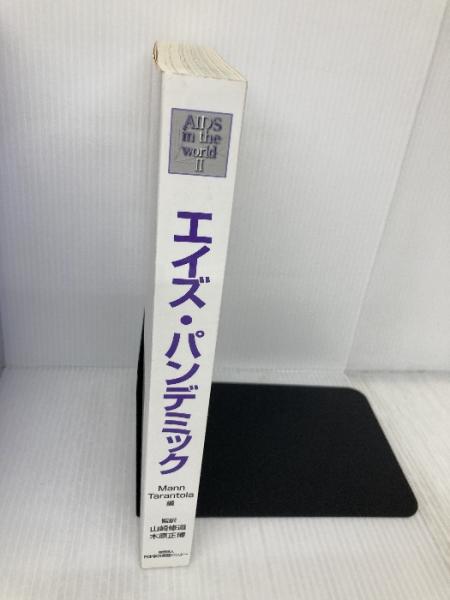 AIDS
in the
world
II
エイズ・パンデミック
Mann
Tarantola
編
監訳
山崎修道
木原正博